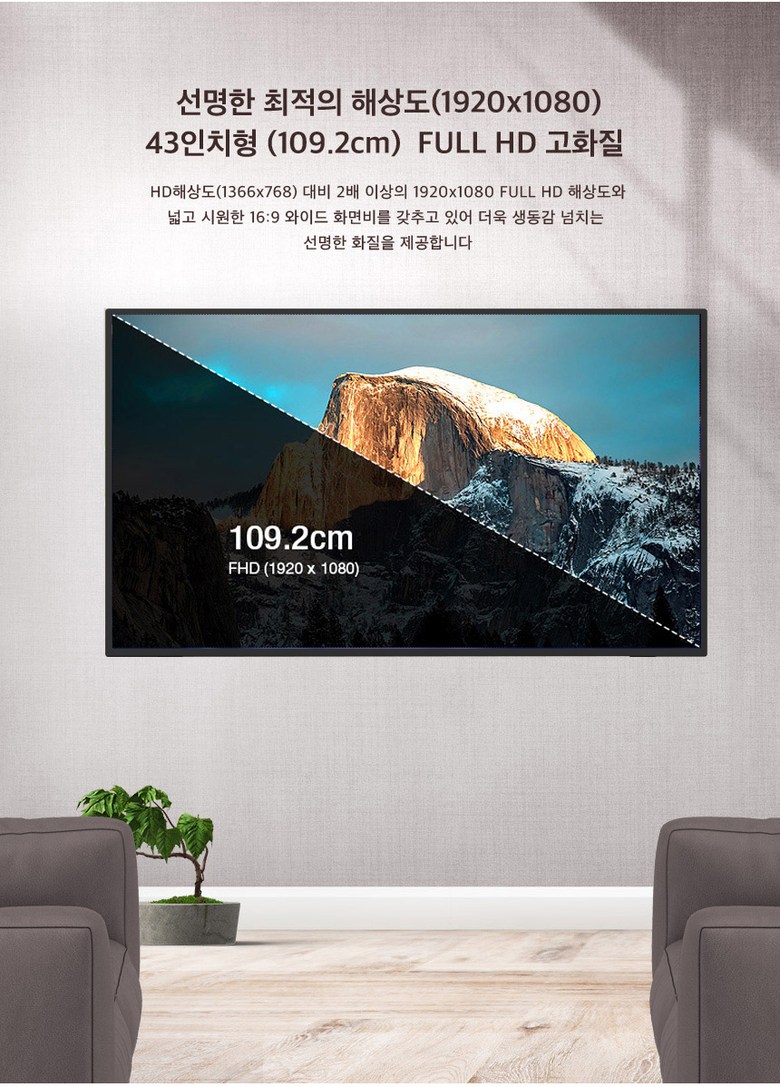 선명한 최적의 해상도(1920x1080)
43인치형 (109.2cm) FULL HD 고화질
HD해상도(1366x768) 대비 2배 이상의 1920x1080 FULL HD 해상도와
넓고 시원한 16:9 와이드 화면비를 갖추고 있어 더욱 생동감 넘치는
선명한 화질을 제공합니다
109.2cm
FHD (1920 x 1080)